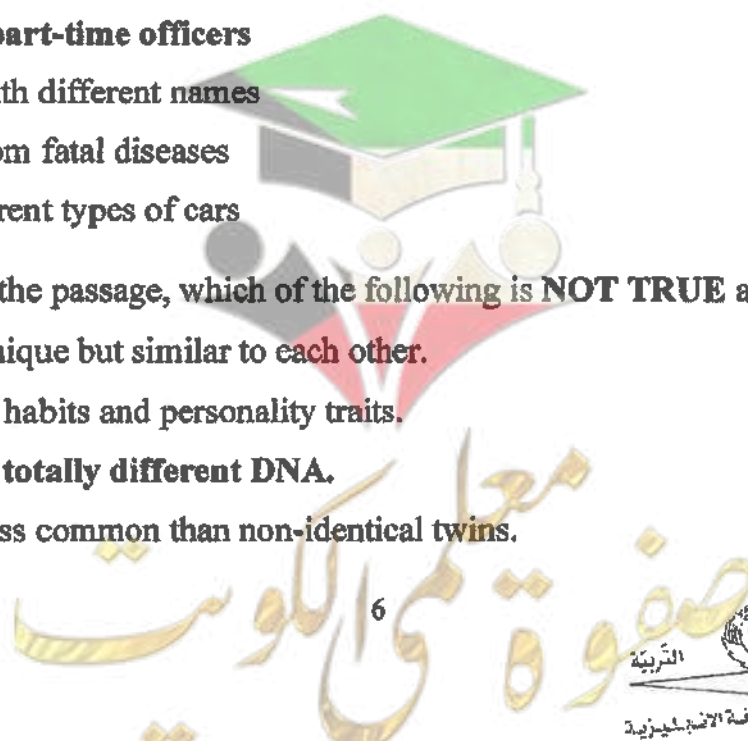 part-time officers
th different names
om fatal diseases
rent types of cars
the passage, which of the following is NOT TRUE a
nique but similar to each other.
habits and personality traits.
totally different DNA.
ss common than non-identical twins.
صفوة معلمى الكويت
6
التربية